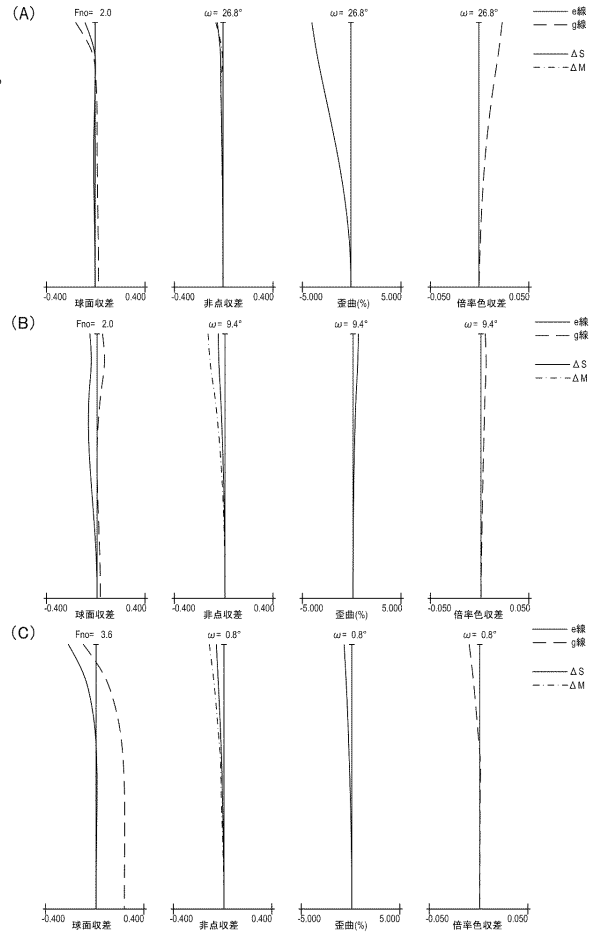 (A)
Fno= 2.0
ω= 26.8°
ω= 26.8°
ω= 26.8°
e線
g線
ΔS
ΔM
-0.400 0.400
球面収差
-0.400 0.400
非点収差
-5.000 5.000
歪曲(%)
-0.050 0.050
倍率色収差
(B)
Fno= 2.0
ω= 9.4°
ω= 9.4°
ω= 9.4°
e線
g線
ΔS
ΔM
-0.400 0.400
球面収差
-0.400 0.400
非点収差
-5.000 5.000
歪曲(%)
-0.050 0.050
倍率色収差
(C)
Fno= 3.6
ω= 0.8°
ω= 0.8°
ω= 0.8°
e線
g線
ΔS
ΔM
-0.400 0.400
球面収差
-0.400 0.400
非点収差
-5.000 5.000
歪曲(%)
-0.050 0.050
倍率色収差